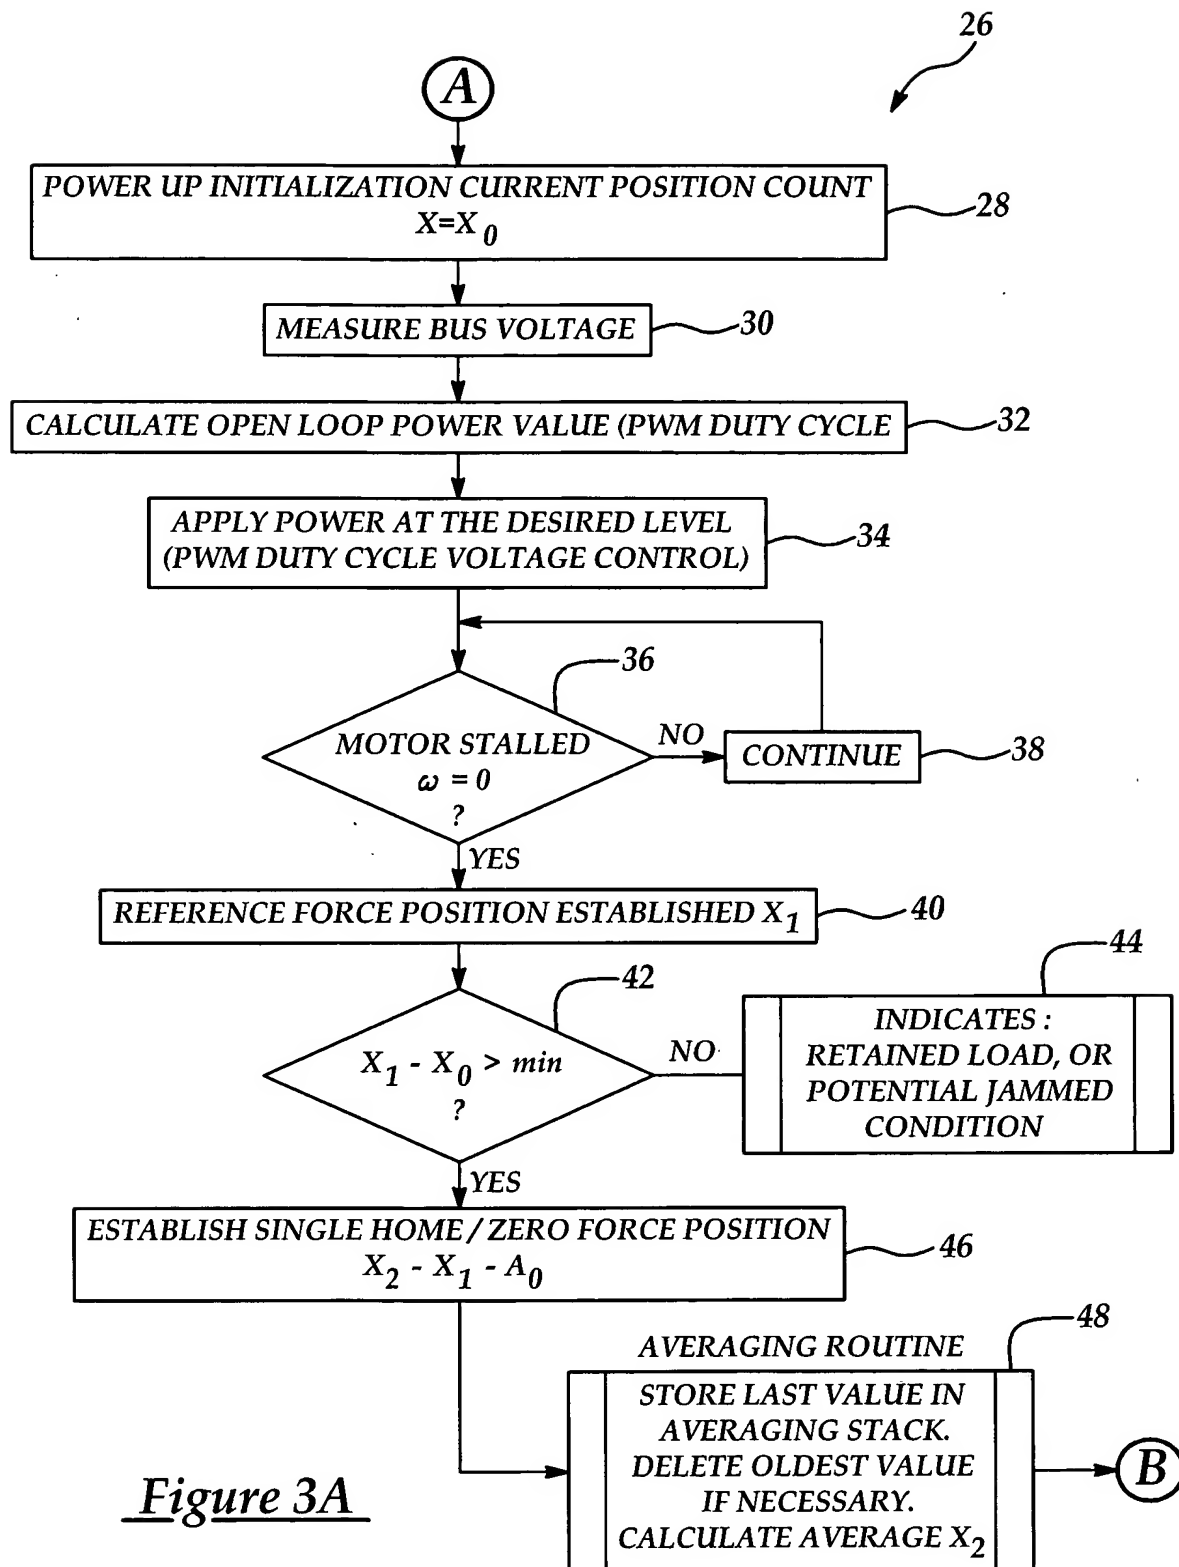 26
A
POWER UP INITIALIZATION CURRENT POSITION COUNT
X=X0
28
MEASURE BUS VOLTAGE
30
CALCULATE OPEN LOOP POWER VALUE (PWM DUTY CYCLE
32
APPLY POWER AT THE DESIRED LEVEL
(PWM DUTY CYCLE VOLTAGE CONTROL)
34
36
MOTOR STALLED
ω = 0
?
NO
CONTINUE
38
YES
REFERENCE FORCE POSITION ESTABLISHED X1
40
42
X1 - X0 > min
?
NO
44
INDICATES :
RETAINED LOAD, OR
POTENTIAL JAMMED
CONDITION
YES
ESTABLISH SINGLE HOME / ZERO FORCE POSITION
X2 - X1 - A0
46
AVERAGING ROUTINE
48
STORE LAST VALUE IN
AVERAGING STACK.
DELETE OLDEST VALUE
IF NECESSARY.
CALCULATE AVERAGE X2
B
Figure 3A